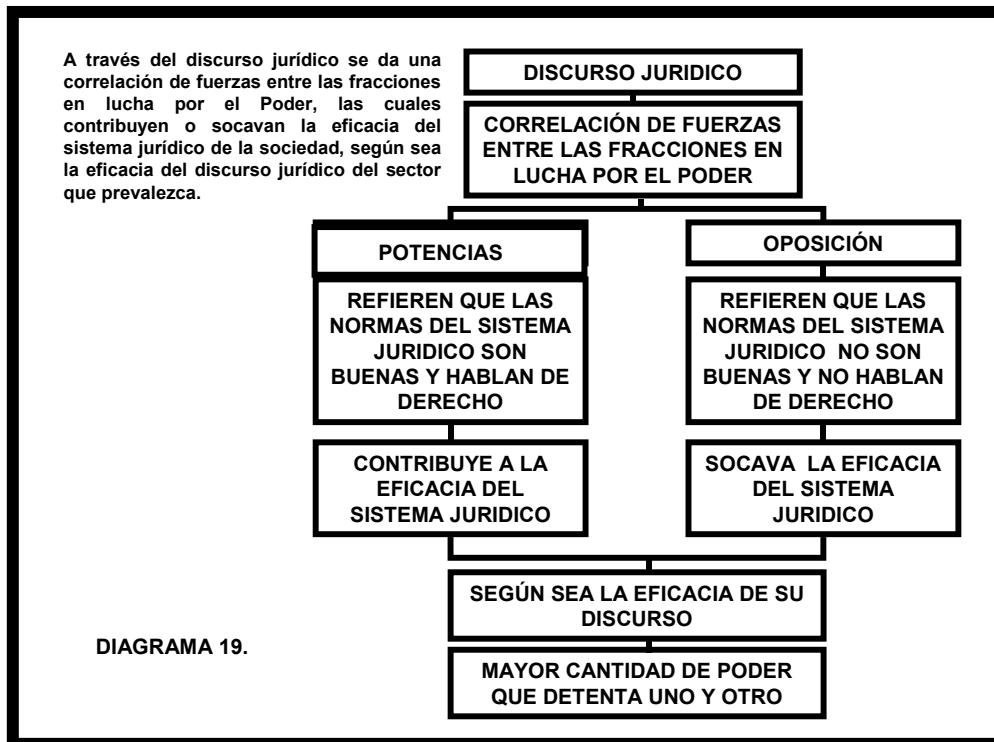 A través del discurso jurídico se da una
correlación de fuerzas entre las fracciones
en lucha por el Poder, las cuales
contribuyen o socavan la eficacia del
sistema jurídico de la sociedad, según sea
la eficacia del discurso jurídico del sector
que prevalezca.
DISCURSO JURIDICO
CORRELACIÓN DE FUERZAS
ENTRE LAS FRACCIONES EN
LUCHA POR EL PODER
POTENCIAS
REFIEREN QUE LAS
NORMAS DEL SISTEMA
JURIDICO SON
BUENAS Y HABLAN DE
DERECHO
CONTRIBUYE A LA
EFICACIA DEL
SISTEMA JURIDICO
OPOSICIÓN
REFIEREN QUE LAS
NORMAS DEL SISTEMA
JURIDICO NO SON
BUENAS Y NO HABLAN
DE DERECHO
SOCAVA LA EFICACIA
DEL SISTEMA
JURIDICO
SEGÚN SEA LA EFICACIA DE SU
DISCURSO
MAYOR CANTIDAD DE PODER
QUE DETENTA UNO Y OTRO
DIAGRAMA 19.